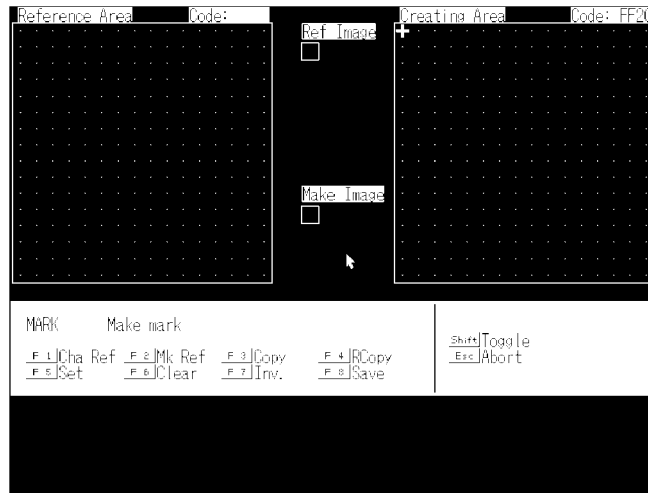 Reference Area Code: Creating Area Code: FF20
Ref Image
Make Image
MARK Make mark
F 1 Cha Ref F 2 Mk Ref F 3 Copy F 4 RCopy
F 5 Set F 6 Clear F 7 Inv. F 8 Save
Shift Toggle
Esc Abort